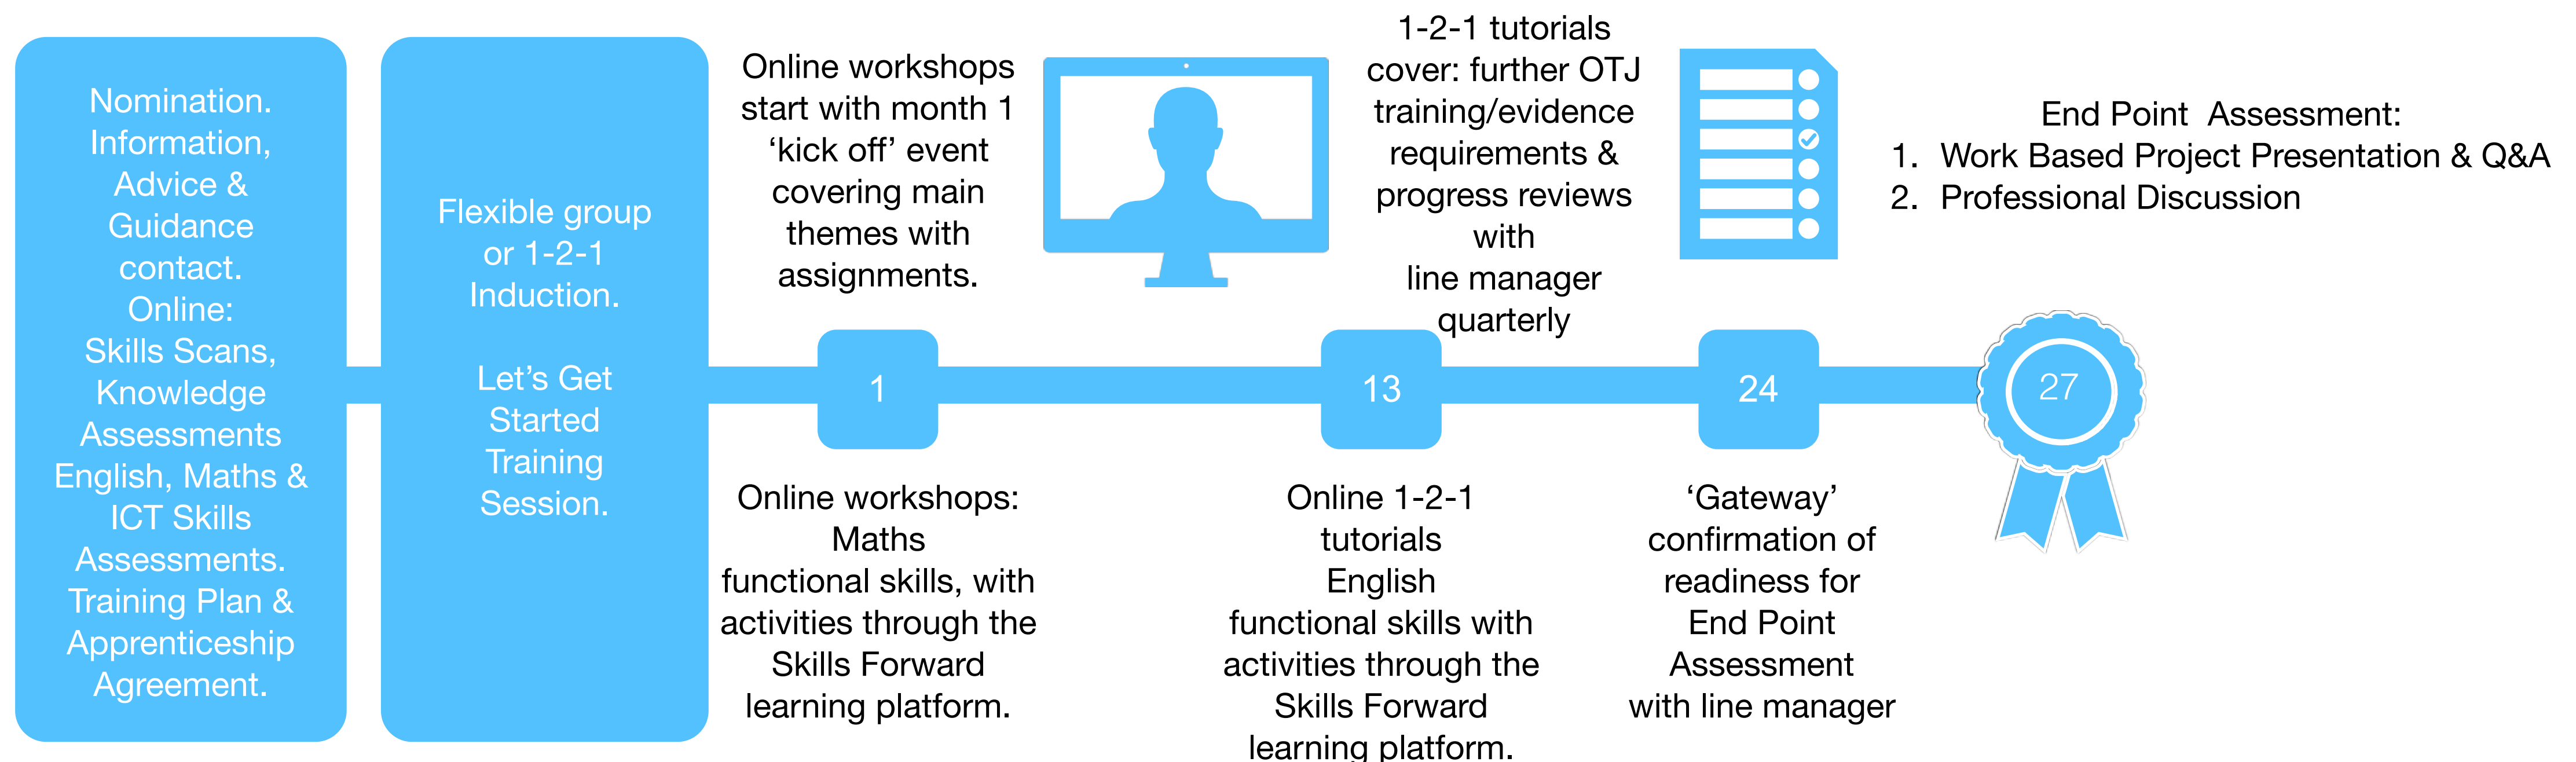 Nomination.
Information,
Advice &
Guidance
contact.
Online:
Skills Scans,
Knowledge
Assessments
English, Maths &
ICT Skills
Assessments.
Training Plan &
Apprenticeship
Agreement.
Flexible group
or 1-2-1
Induction.
Let’s Get
Started
Training
Session.
Online workshops
start with month 1
‘kick off’ event
covering main
themes with
assignments.
1
Online workshops:
Maths
functional skills, with
activities through the
Skills Forward
learning platform.
1-2-1 tutorials
cover: further OTJ
training/evidence
requirements &
progress reviews
with
line manager
quarterly
13
Online 1-2-1
tutorials
English
functional skills with
activities through the
Skills Forward
learning platform.
24
‘Gateway’
confirmation of
readiness for
End Point
Assessment
with line manager
End Point  Assessment:
1. Work Based Project Presentation & Q&A
2. Professional Discussion
27